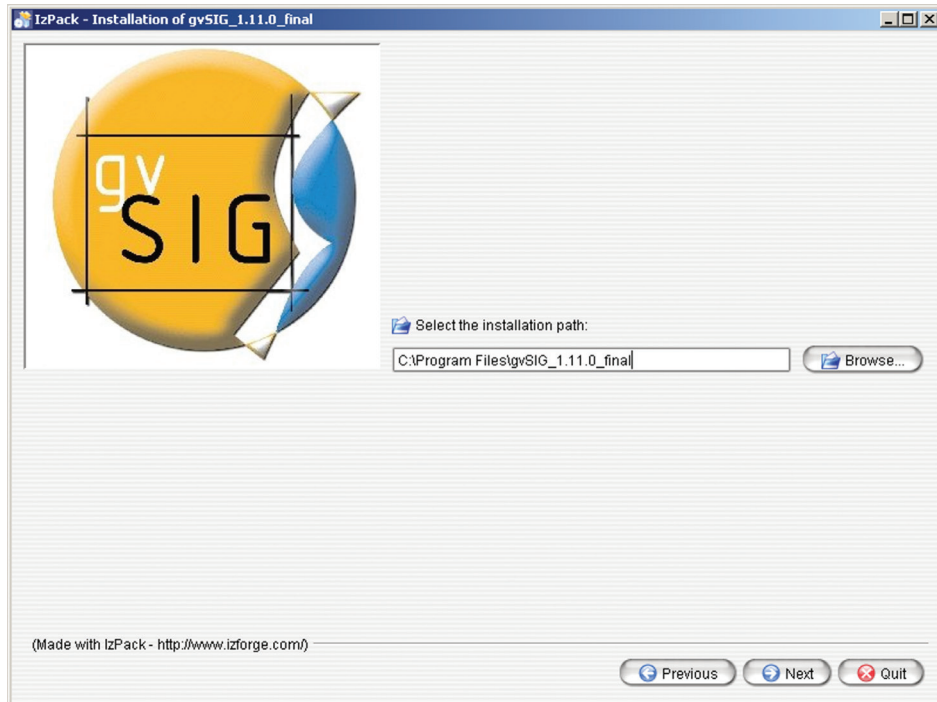 IzPack - Installation of gvSIG_1.11.0_final
gv
SIG
Select the installation path:
C:\Program Files\gvSIG_1.11.0_final
Browse...
(Made with IzPack - http://www.izforge.com/)
Previous
Next
Quit